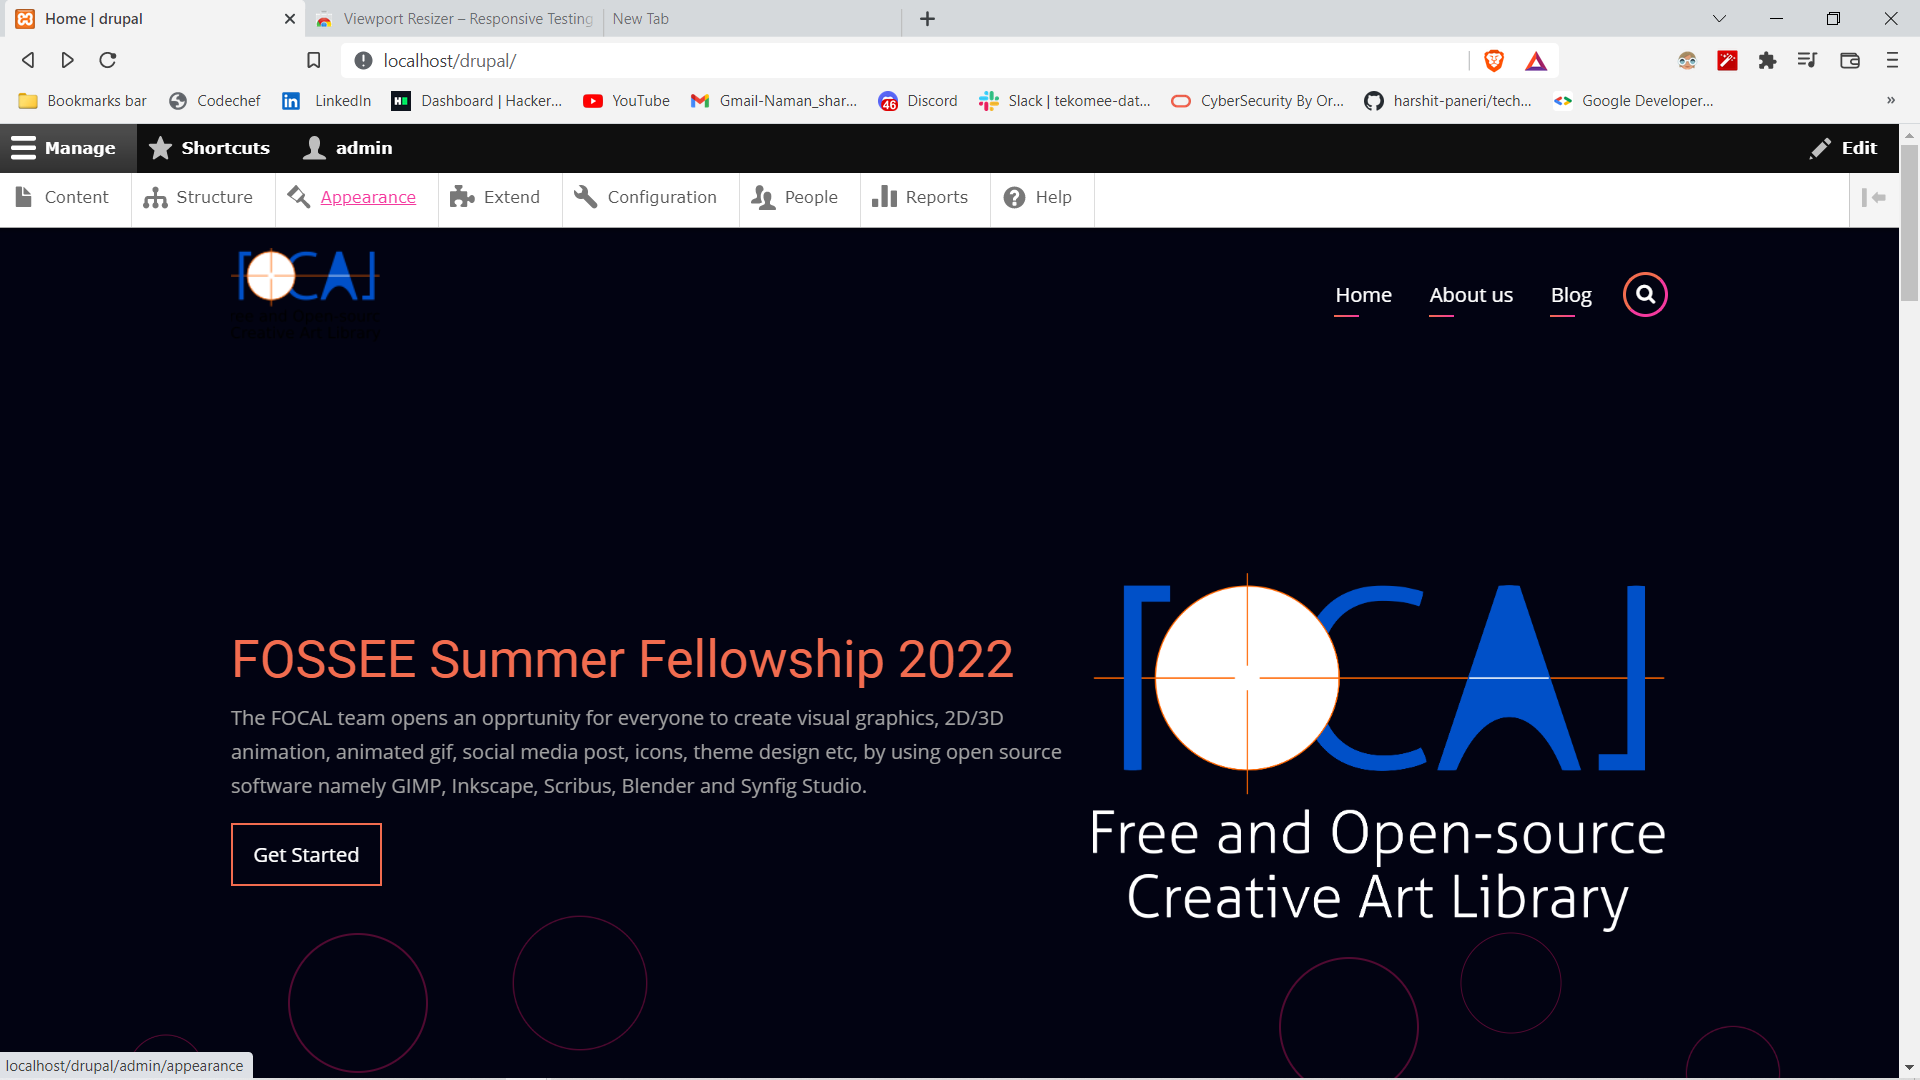 Home | drupal
Viewport Resizer – Responsive Testing
New Tab
localhost/drupal/
Bookmarks bar
Codechef
LinkedIn
Dashboard | Hacker...
YouTube
Gmail-Naman_shar...
46
Discord
Slack | tekomee-dat...
CyberSecurity By Or...
harshit-paneri/tech...
Google Developer...
»
Manage
Shortcuts
admin
Edit
Content
Structure
Appearance
Extend
Configuration
People
Reports
Help
FOCAL
Home
About us
Blog
FOCAL
FOSSEE Summer Fellowship 2022
The FOCAL team opens an opprtunity for everyone to create visual graphics, 2D/3D
animation, animated gif, social media post, icons, theme design etc, by using open source
software namely GIMP, Inkscape, Scribus, Blender and Synfig Studio.
Get Started
Free and Open-source
Creative Art Library
localhost/drupal/admin/appearance